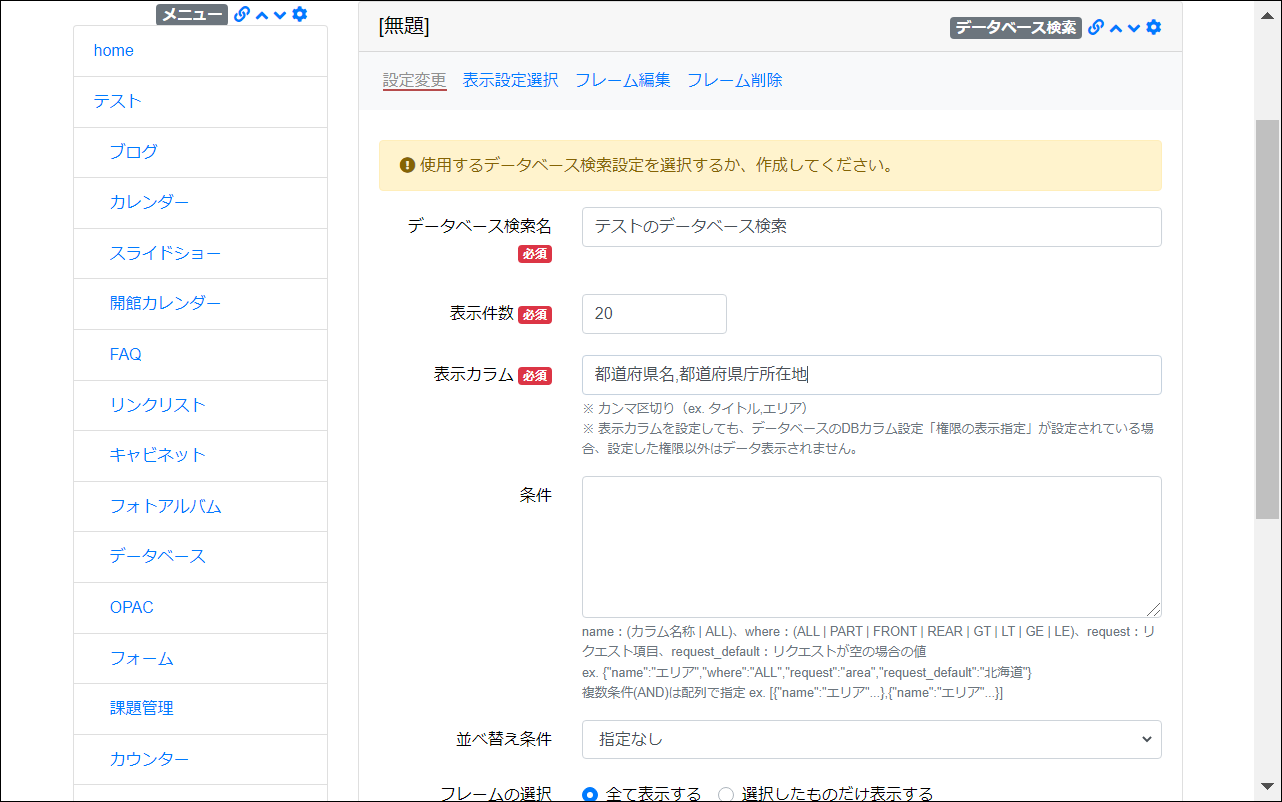 メニュー
home
テスト
ブログ
カレンダー
スライドショー
開館カレンダー
FAQ
リンクリスト
キャビネット
フォトアルバム
データベース
OPAC
フォーム
課題管理
カウンター
[無題]
データベース検索
設定変更 表示設定選択 フレーム編集 フレーム削除
使用するデータベース検索設定を選択するか、作成してください。
データベース検索名 テストのデータベース検索
必須
表示件数 必須 20
表示カラム 必須 都道府県名,都道府県庁所在地
※ カンマ区切り（ex. タイトル,エリア）
※ 表示カラムを設定しても、データベースのDBカラム設定「権限の表示指定」が設定されている場
合、設定した権限以外はデータ表示されません。
条件
name：(カラム名称 | ALL)、where：(ALL | PART | FRONT | REAR | GT | LT | GE | LE)、request：リ
クエスト項目、request_default：リクエストが空の場合の値
ex. {"name":"エリア","where":"ALL","request":"area","request_default":"北海道"}
複数条件(AND)は配列で指定 ex. [{"name":"エリア"...},{"name":"エリア"...}]
並べ替え条件 指定なし
フレームの選択 全て表示する 選択したものだけ表示する